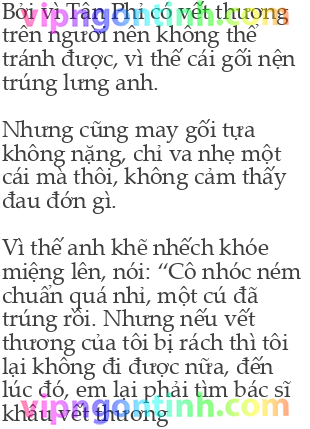 Bởi vì Tân Phi có vết thương
trên người nên không thể
tránh được, vì thế cái gối nện
trúng lưng anh.
Nhưng cũng may gối tựa
không nặng, chỉ va nhẹ một
cái mà thôi, không cảm thấy
đau đớn gì.
Vì thế anh khẽ nhếch khóe
miệng lên, nói: “Cô nhóc ném
chuẩn quá nhỉ, một cú đã
trúng rồi. Nhưng nếu vết
thương của tôi bị rách thì tôi
lại không đi được nữa, đến
lúc đó, em lại phải tìm bác sĩ
khâu vết thương
vipngontinh.com
vipngontinh.com
vipngontinh.com